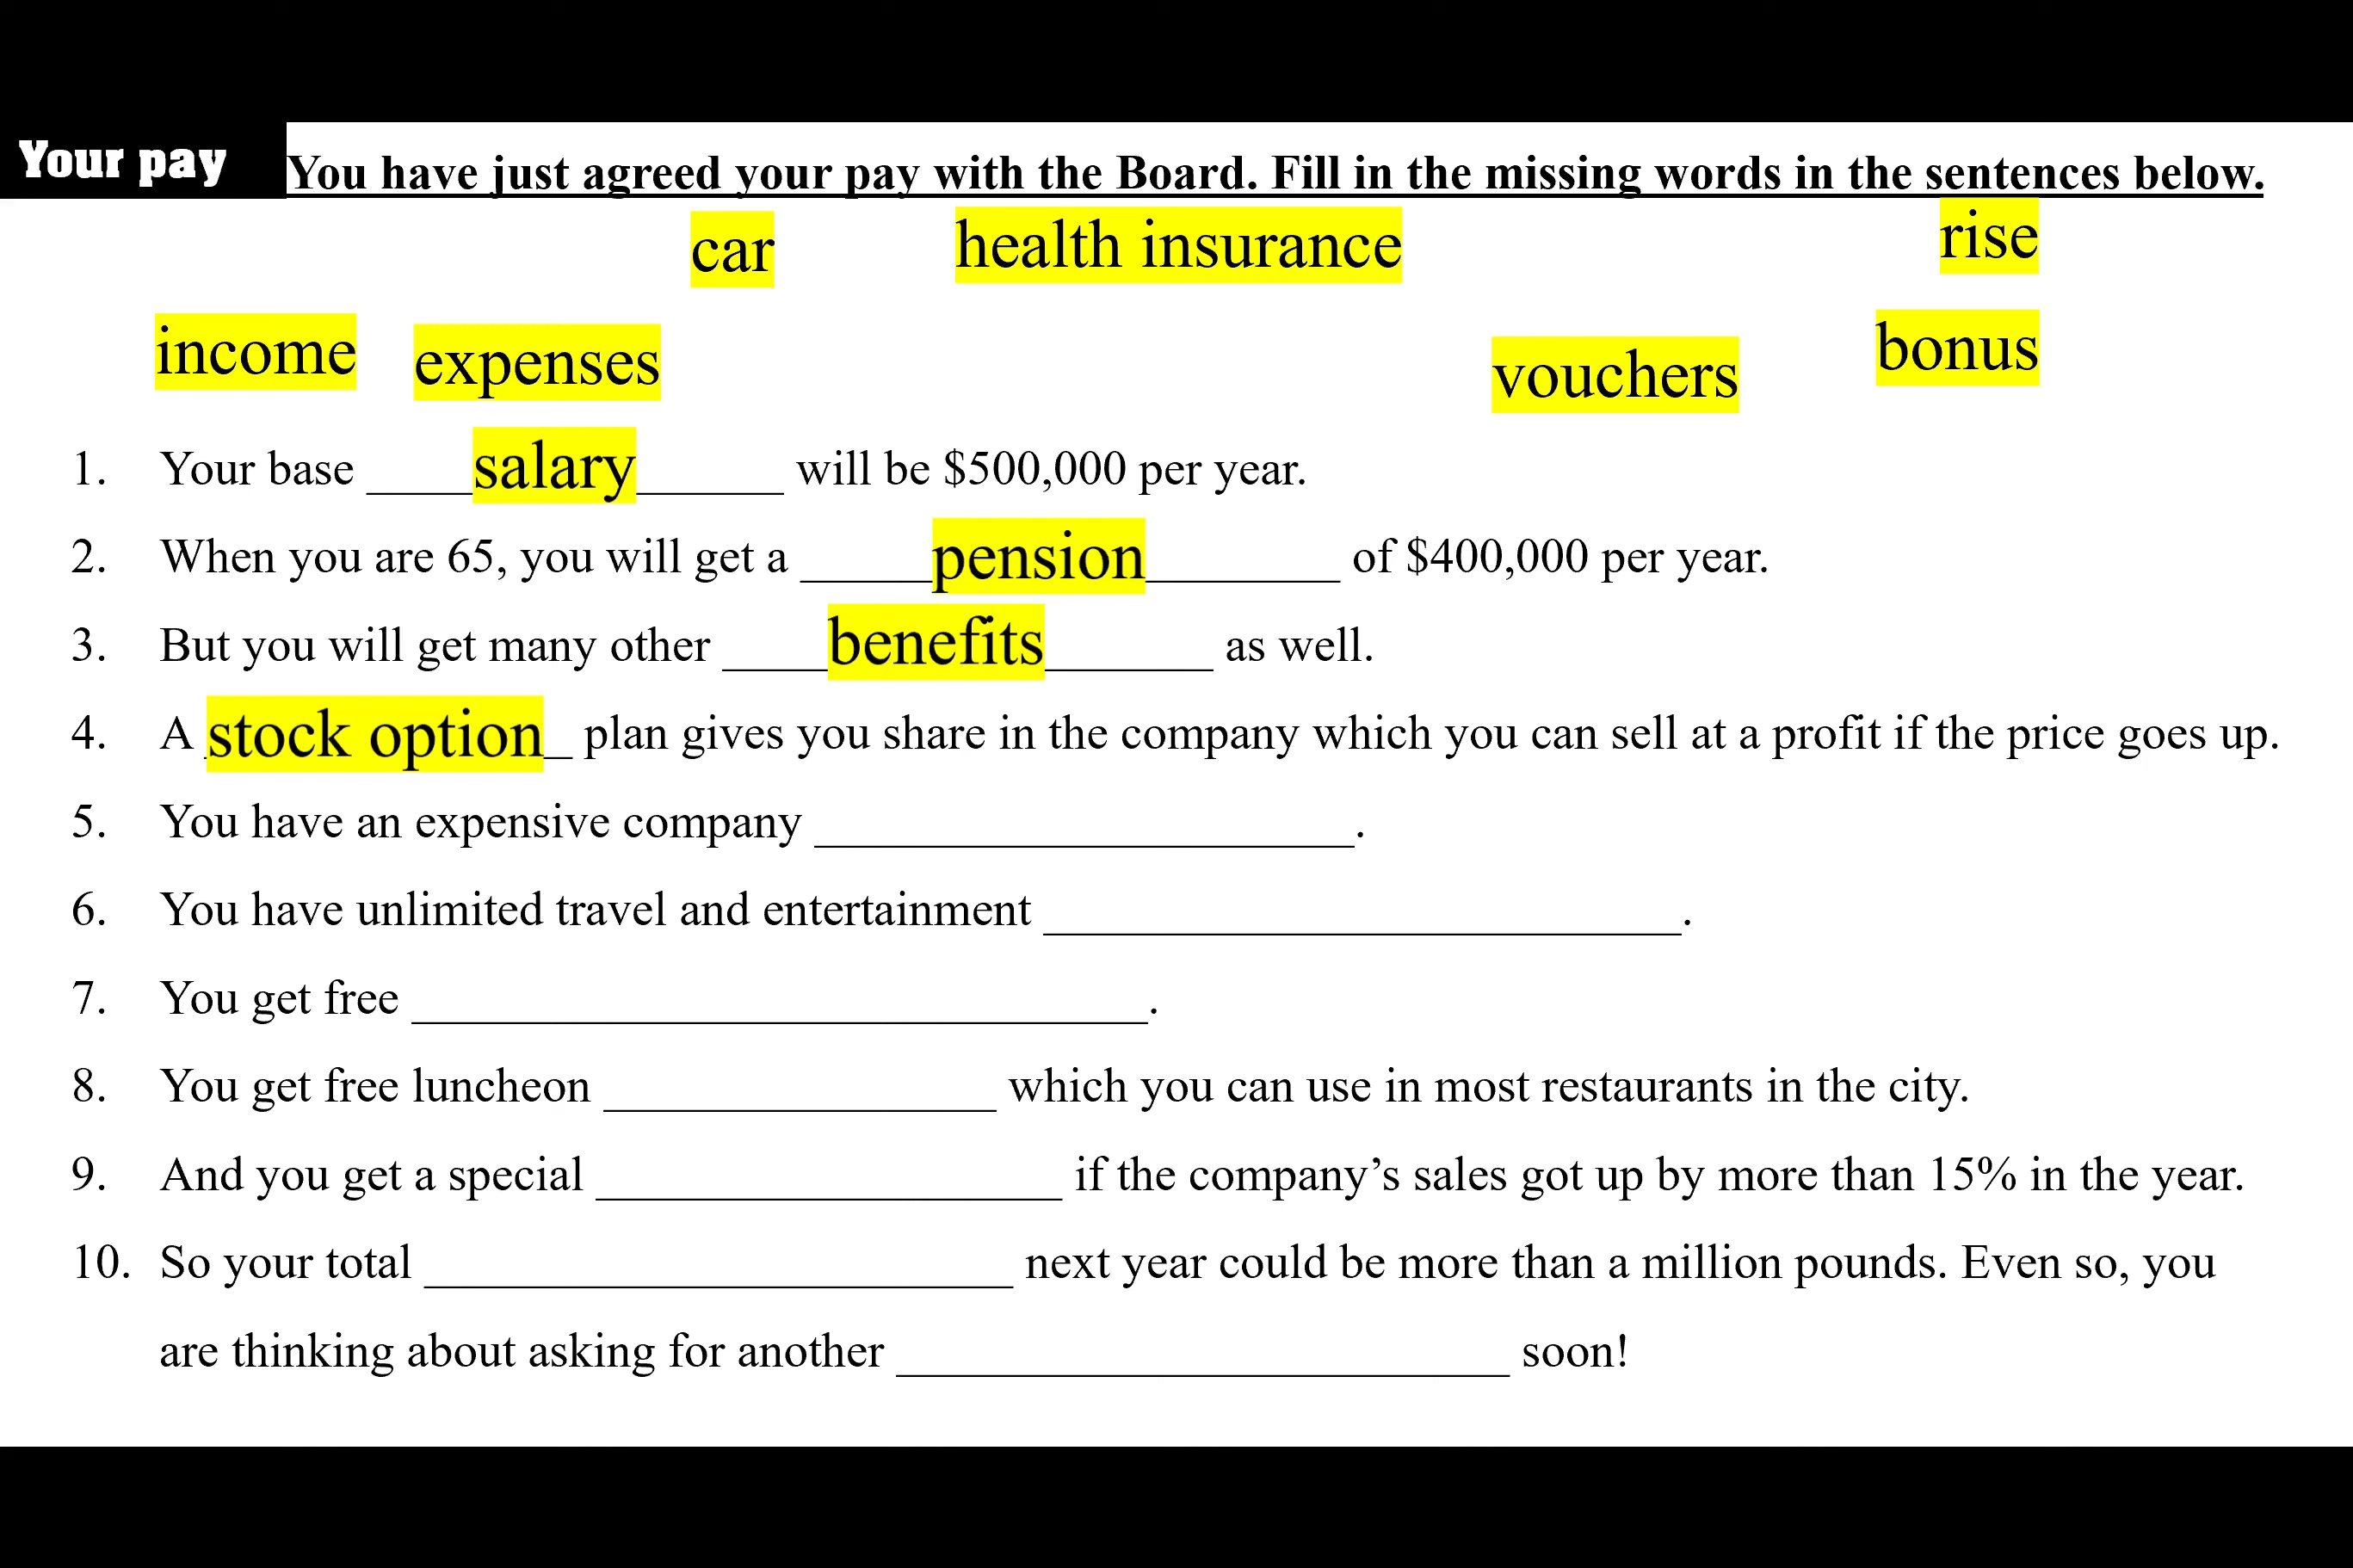 Your pay
You have just agreed your pay with the Board. Fill in the missing words in the sentences below.
car health insurance rise
income expenses vouchers bonus
1. Your base _____salary_______ will be $500,000 per year.
2. When you are 65, you will get a ______pension________ of $400,000 per year.
3. But you will get many other _____benefits_______ as well.
4. A stock option_ plan gives you share in the company which you can sell at a profit if the price goes up.
5. You have an expensive company ______________________.
6. You have unlimited travel and entertainment __________________________.
7. You get free ______________________________.
8. You get free luncheon ________________ which you can use in most restaurants in the city.
9. And you get a special ___________________ if the company’s sales got up by more than 15% in the year.
10. So your total ________________________ next year could be more than a million pounds. Even so, you
are thinking about asking for another _________________________ soon!